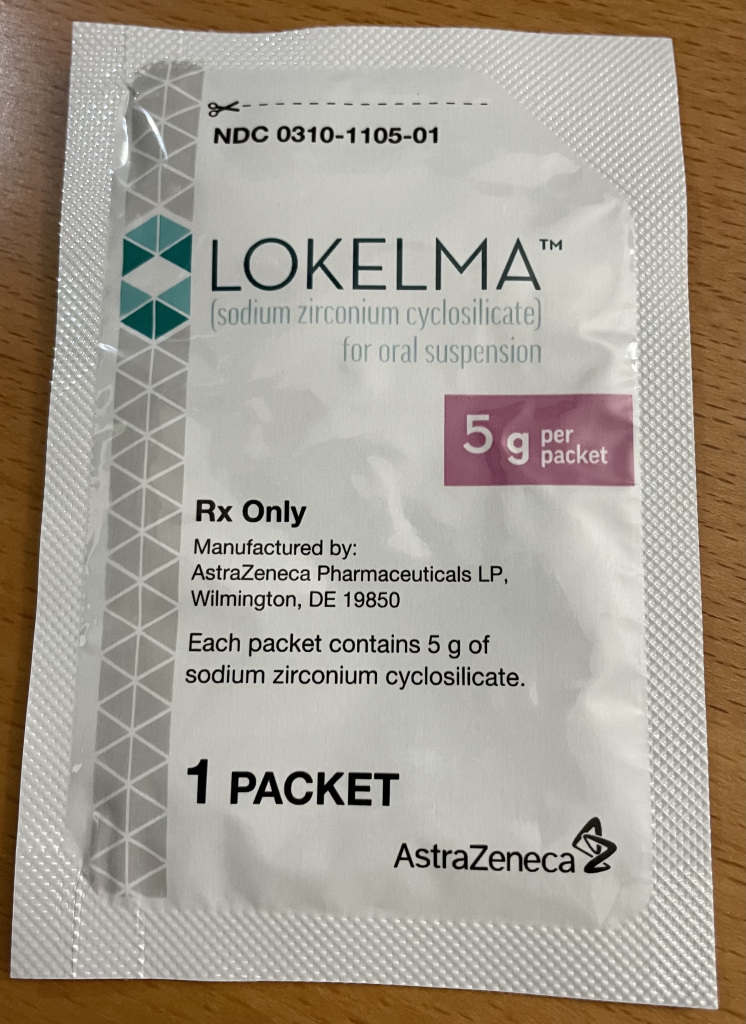 NDC 0310-1105-01
LOKELMA™
(sodium zirconium cyclosilicate)
for oral suspension
5 g per
packet
Rx Only
Manufactured by:
AstraZeneca Pharmaceuticals LP,
Wilmington, DE 19850
Each packet contains 5 g of
sodium zirconium cyclosilicate.
1 PACKET
AstraZeneca